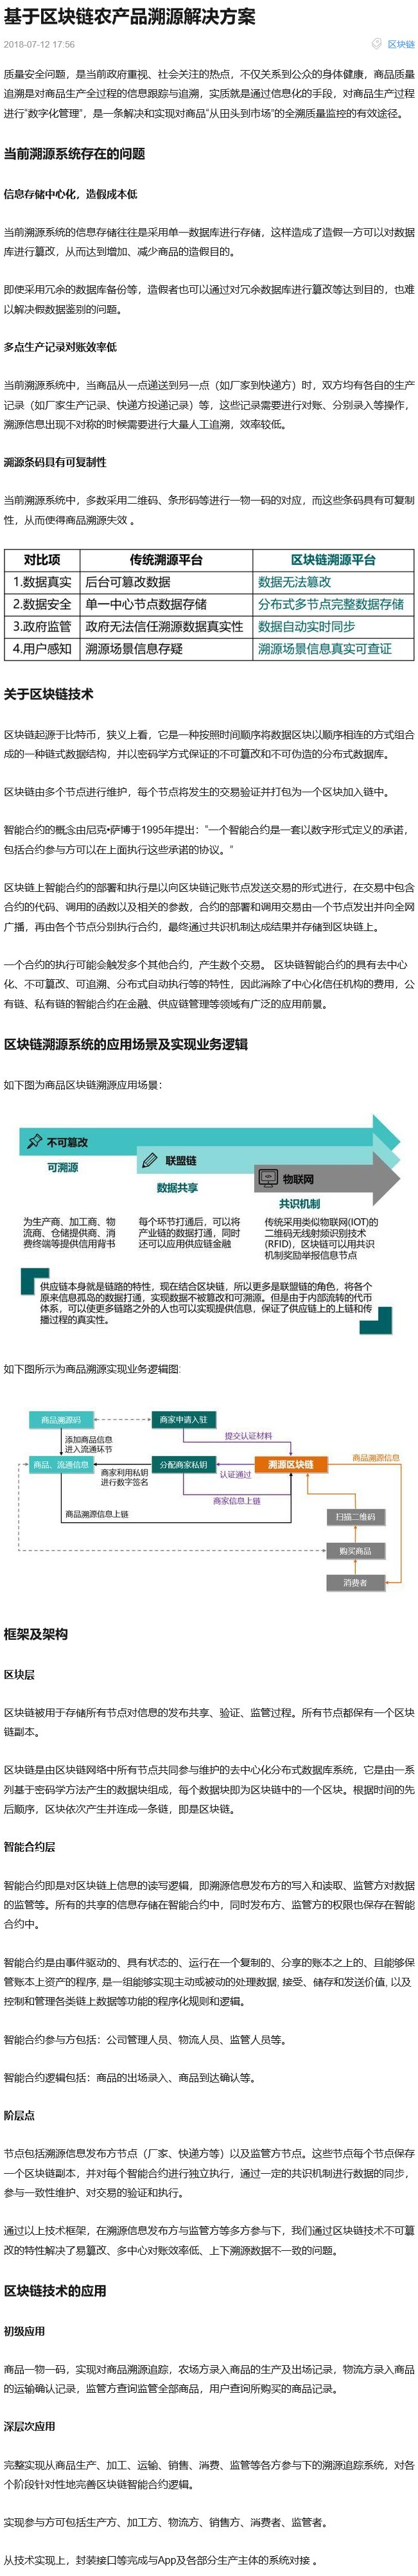 基于区块链农产品溯源解决方案
2018-07-12 17:56
区块链
质量安全问题，是当前政府重视、社会关注的热点，不仅关系到公众的身体健康，商品质量
追溯是对商品生产全过程的信息跟踪与追溯，实质就是通过信息化的手段，对商品生产过程
进行“数字化管理”，是一条解决和实现对商品“从田头到市场”的全溯质量监控的有效途径。
当前溯源系统存在的问题
信息存储中心化，造假成本低
当前溯源系统的信息存储往往是采用单一数据库进行存储，这样造成了造假一方可以对数据
库进行篡改，从而达到增加、减少商品的造假目的。
即使采用冗余的数据库备份等，造假者也可以通过对冗余数据库进行篡改等达到目的，也难
以解决假数据鉴别的问题。
多点生产记录对账效率低
当前溯源系统中，当商品从一点递送到另一点（如厂家到快递方）时，双方均有各自的生产
记录（如厂家生产记录、快递方投递记录）等，这些记录需要进行对账、分别录入等操作，
溯源信息出现不对称的时候需要进行大量人工追溯，效率较低。
溯源条码具有可复制性
当前溯源系统中，多数采用二维码、条形码等进行一物一码的对应，而这些条码具有可复制
性，从而使得商品溯源失效 。
对比项 传统溯源平台 区块链溯源平台
1.数据真实 后台可篡改数据 数据无法篡改
2.数据安全 单一中心节点数据存储 分布式多节点完整数据存储
3.政府监管 政府无法信任溯源数据真实性 数据自动实时同步
4.用户感知 溯源场景信息存疑 溯源场景信息真实可查证
关于区块链技术
区块链起源于比特币，狭义上看，它是一种按照时间顺序将数据区块以顺序相连的方式组合
成的一种链式数据结构，并以密码学方式保证的不可篡改和不可伪造的分布式数据库。
区块链由多个节点进行维护，每个节点将发生的交易验证并打包为一个区块加入链中。
智能合约的概念由尼克•萨博于1995年提出：“一个智能合约是一套以数字形式定义的承诺，
包括合约参与方可以在上面执行这些承诺的协议。”
区块链上智能合约的部署和执行是以向区块链记账节点发送交易的形式进行，在交易中包含
合约的代码、调用的函数以及相关的参数，合约的部署和调用交易由一个节点发出并向全网
广播，再由各个节点分别执行合约，最终通过共识机制达成结果并存储到区块链上。
一个合约的执行可能会触发多个其他合约，产生数个交易。 区块链智能合约的具有去中心
化、不可篡改、可追溯、分布式自动执行等的特性，因此消除了中心化信任机构的费用，公
有链、私有链的智能合约在金融、供应链管理等领域有广泛的应用前景。
区块链溯源系统的应用场景及实现业务逻辑
如下图为商品区块链溯源应用场景：
不可篡改
可溯源
联盟链
数据共享
物联网
共识机制
为生产商、加工商、物
流商、仓储提供商、消
费终端等提供信用背书
每个环节打通后，可以将
产业链的数据打通，同时
还可以应用供应链金融
传统采用类似物联网(IOT)的
二维码无线射频识别技术
(RFID)，区块链可以用共识
机制奖励举报信息节点
供应链本身就是链路的特性，现在结合区块链，所以更多是联盟链的角色，将各个
原来信息孤岛的数据打通，实现数据不被篡改和可溯源。但是由于内部流转的代币
体系，可以使更多链路之外的人也可以实现提供信息，保证了供应链上的上链和传
播过程的真实性。
如下图所示为商品溯源实现业务逻辑图：
商品溯源码
商家申请入驻
提交认证材料
添加商品信息
进入流通环节
商品溯源信息
商品、流通信息
商家利用私钥
进行数字签名
分配商家私钥
认证通过
溯源区块链
商家信息上链
商品溯源信息上链
扫描二维码
购买商品
消费者
框架及架构
区块层
区块链被用于存储所有节点对信息的发布共享、验证、监管过程。所有节点都保有一个区块
链副本。
区块链是由区块链网络中所有节点共同参与维护的去中心化分布式数据库系统，它是由一系
列基于密码学方法产生的数据块组成，每个数据块即为区块链中的一个区块。根据时间的先
后顺序，区块依次产生并连成一条链，即是区块链。
智能合约层
智能合约即是对区块链上信息的读写逻辑，即溯源信息发布方的写入和读取、监管方对数据
的监管等。所有的共享的信息存储在智能合约中，同时发布方、监管方的权限也保存在智能
合约中。
智能合约是由事件驱动的、具有状态的、运行在一个复制的、分享的账本之上的、且能够保
管账本上资产的程序, 是一组能够实现主动或被动的处理数据, 接受、储存和发送价值, 以及
控制和管理各类链上数据等功能的程序化规则和逻辑。
智能合约参与方包括：公司管理人员、物流人员、监管人员等。
智能合约逻辑包括：商品的出场录入、商品到达确认等。
阶层点
节点包括溯源信息发布方节点（厂家、快递方等）以及监管方节点。这些节点每个节点保存
一个区块链副本，并对每个智能合约进行独立执行，通过一定的共识机制进行数据的同步，
参与一致性维护、对交易的验证和执行。
通过以上技术框架，在溯源信息发布方与监管方等多方参与下，我们通过区块链技术不可篡
改的特性解决了易篡改、多中心对账效率低、上下溯源数据不一致的问题。
区块链技术的应用
初级应用
商品一物一码，实现对商品溯源追踪，农场方录入商品的生产及出场记录，物流方录入商品
的运输确认记录，监管方查询监管全部商品，用户查询所购买的商品记录。
深层次应用
完整实现从商品生产、加工、运输、销售、消费、监管等各方参与下的溯源追踪系统，对各
个阶段针对性地完善区块链智能合约逻辑。
实现参与方可包括生产方、加工方、物流方、销售方、消费者、监管者。
从技术实现上，封装接口等完成与App及各部分生产主体的系统对接 。